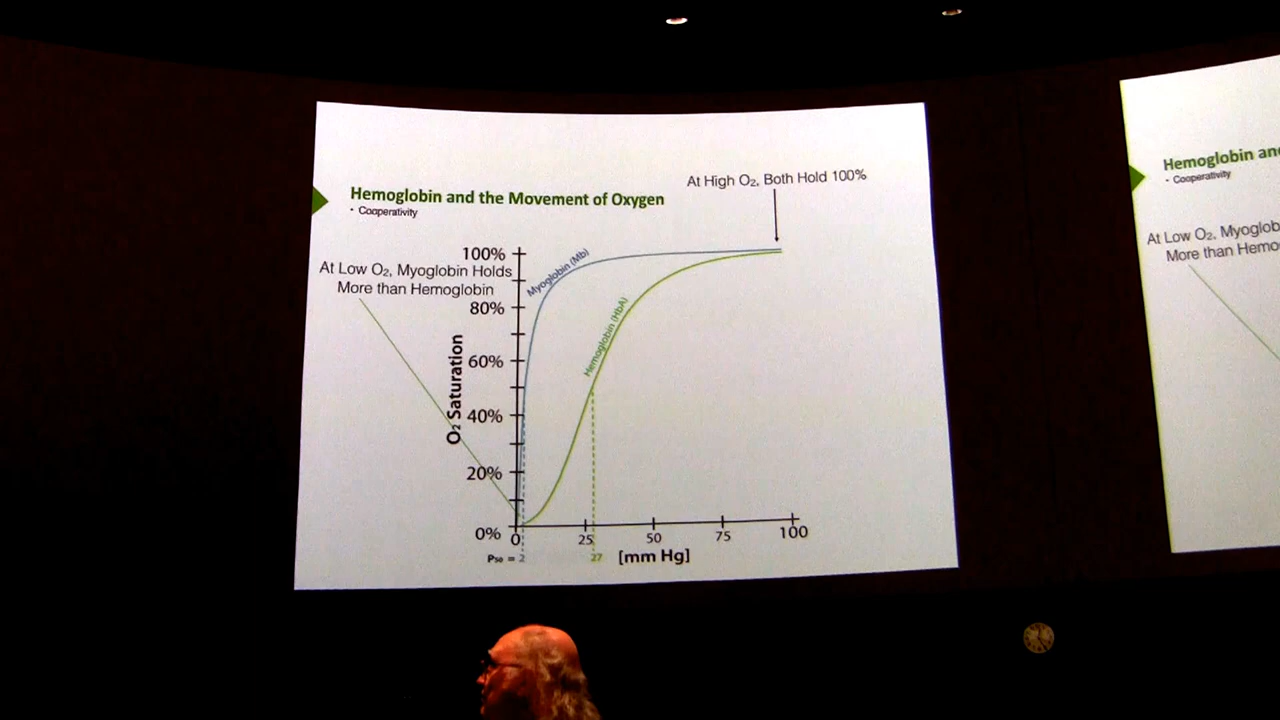 Hemoglobin and the Movement of Oxygen
• Cooperativity
At High O₂, Both Hold 100%
At Low O₂, Myoglobin Holds
More than Hemoglobin
Myoglobin (Mb)
Hemoglobin (HbA)
O₂ Saturation
100%
80%
60%
40%
20%
0%
0 25 50 75 100
P₅₀ = 2 27 [mm Hg]
Hemoglobin an
• Cooperativity
At Low O₂, Myoglob
More than Hemo